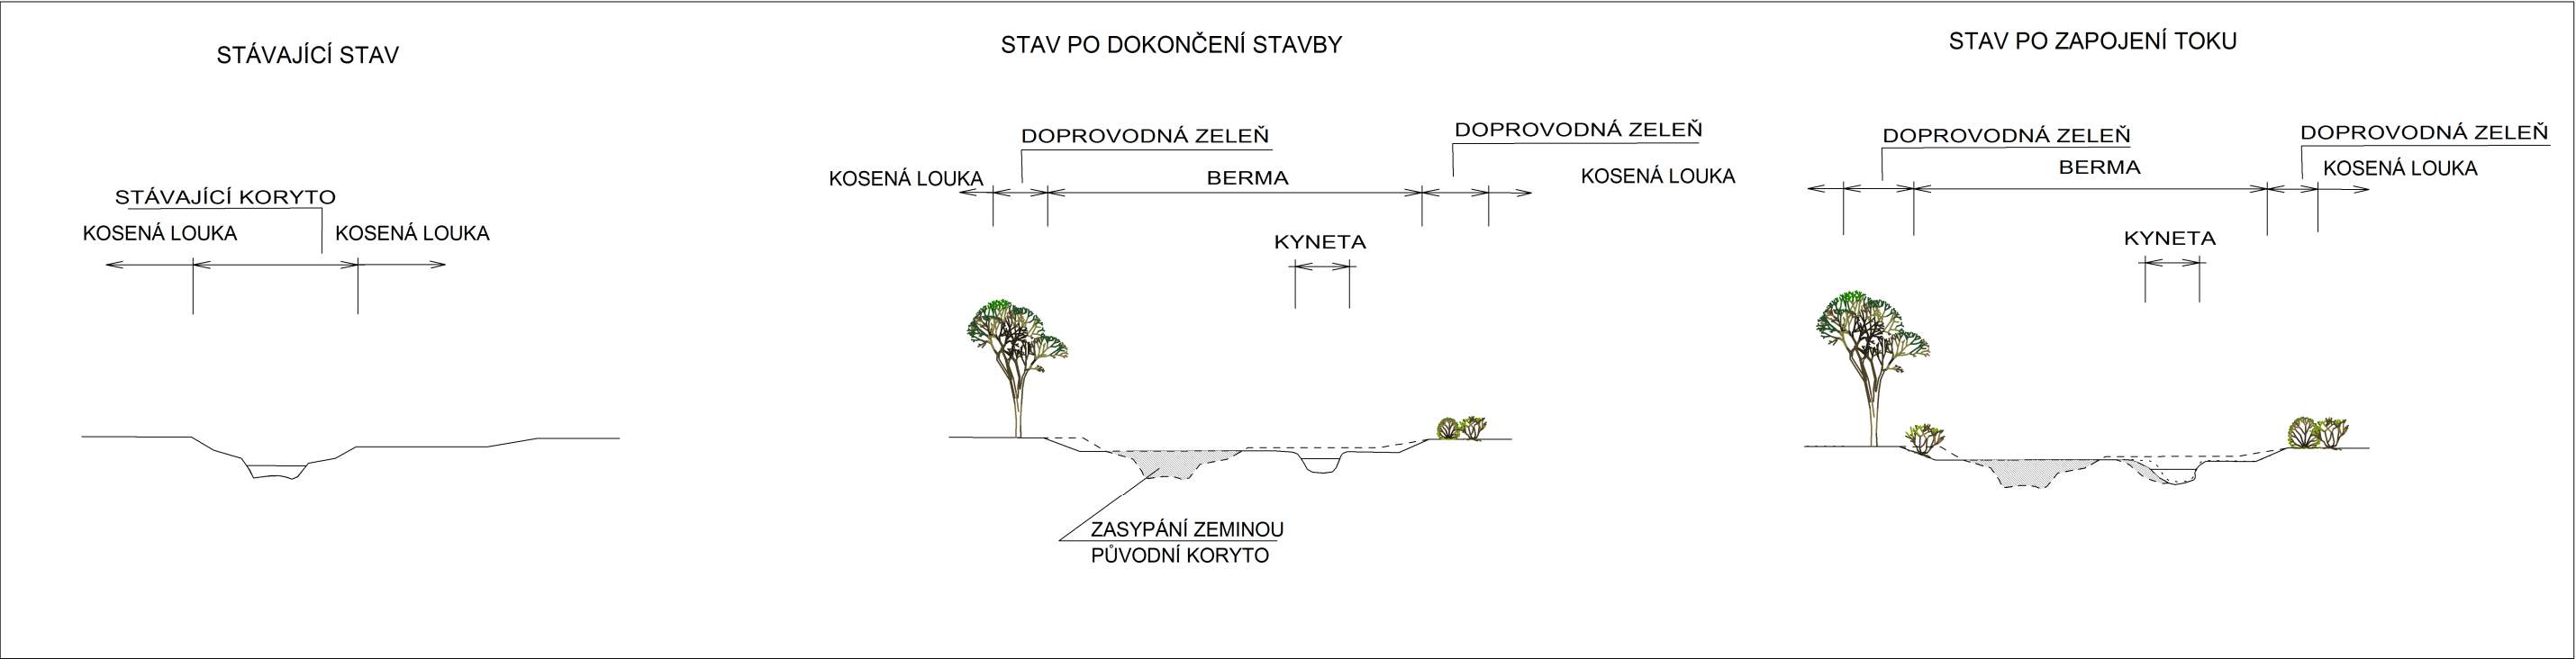 STÁVAJÍCÍ STAV
STÁVAJÍCÍ KORYTO
KOSENÁ LOUKA
KOSENÁ LOUKA
STAV PO DOKONČENÍ STAVBY
DOPROVODNÁ ZELEŇ
DOPROVODNÁ ZELEŇ
KOSENÁ LOUKA
BERMA
KOSENÁ LOUKA
KYNETA
ZASYPÁNÍ ZEMINOU
PŮVODNÍ KORYTO
STAV PO ZAPOJENÍ TOKU
DOPROVODNÁ ZELEŇ
DOPROVODNÁ ZELEŇ
BERMA
KOSENÁ LOUKA
KYNETA